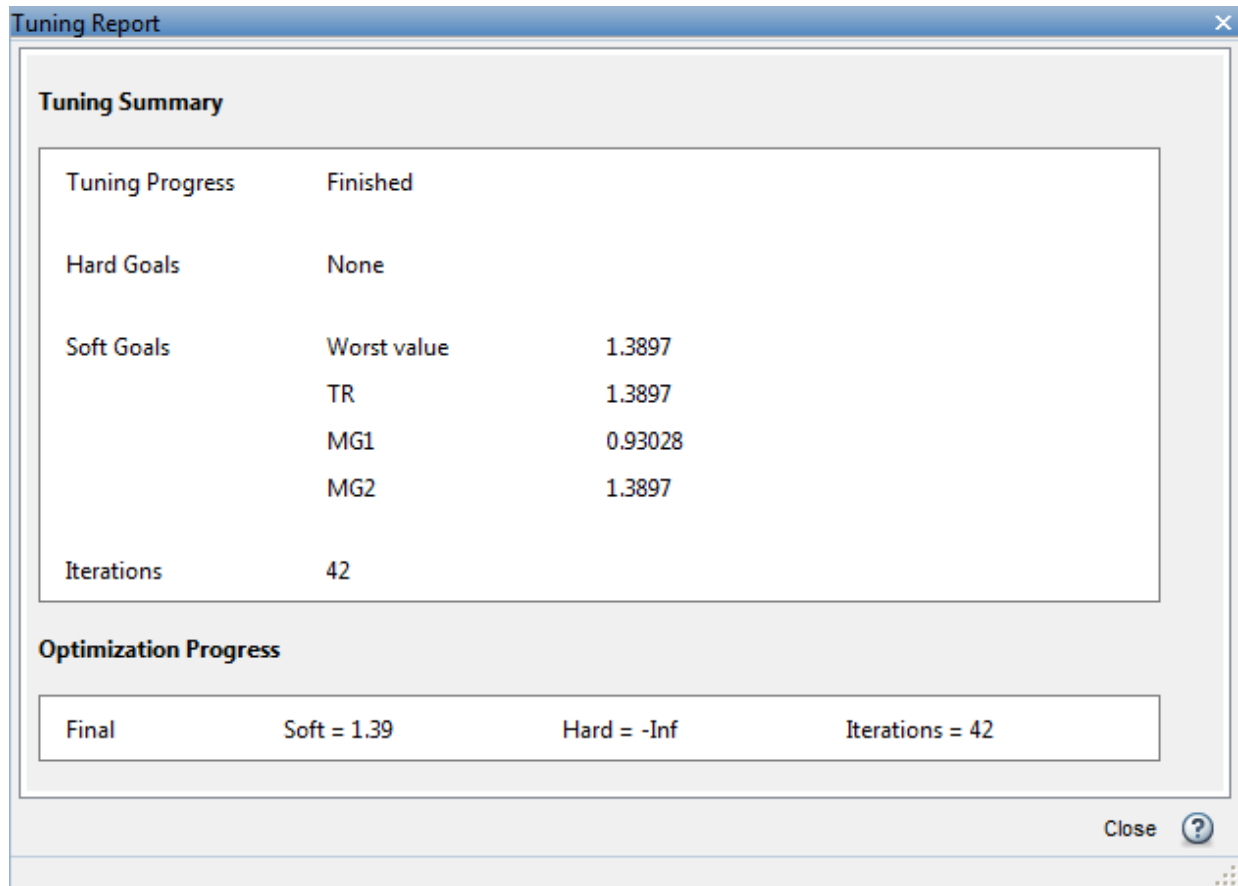 Tuning Report
Tuning Summary
Tuning Progress Finished
Hard Goals None
Soft Goals Worst value 1.3897
TR 1.3897
MG1 0.93028
MG2 1.3897
Iterations 42
Optimization Progress
Final Soft = 1.39 Hard = -Inf Iterations = 42
Close ?